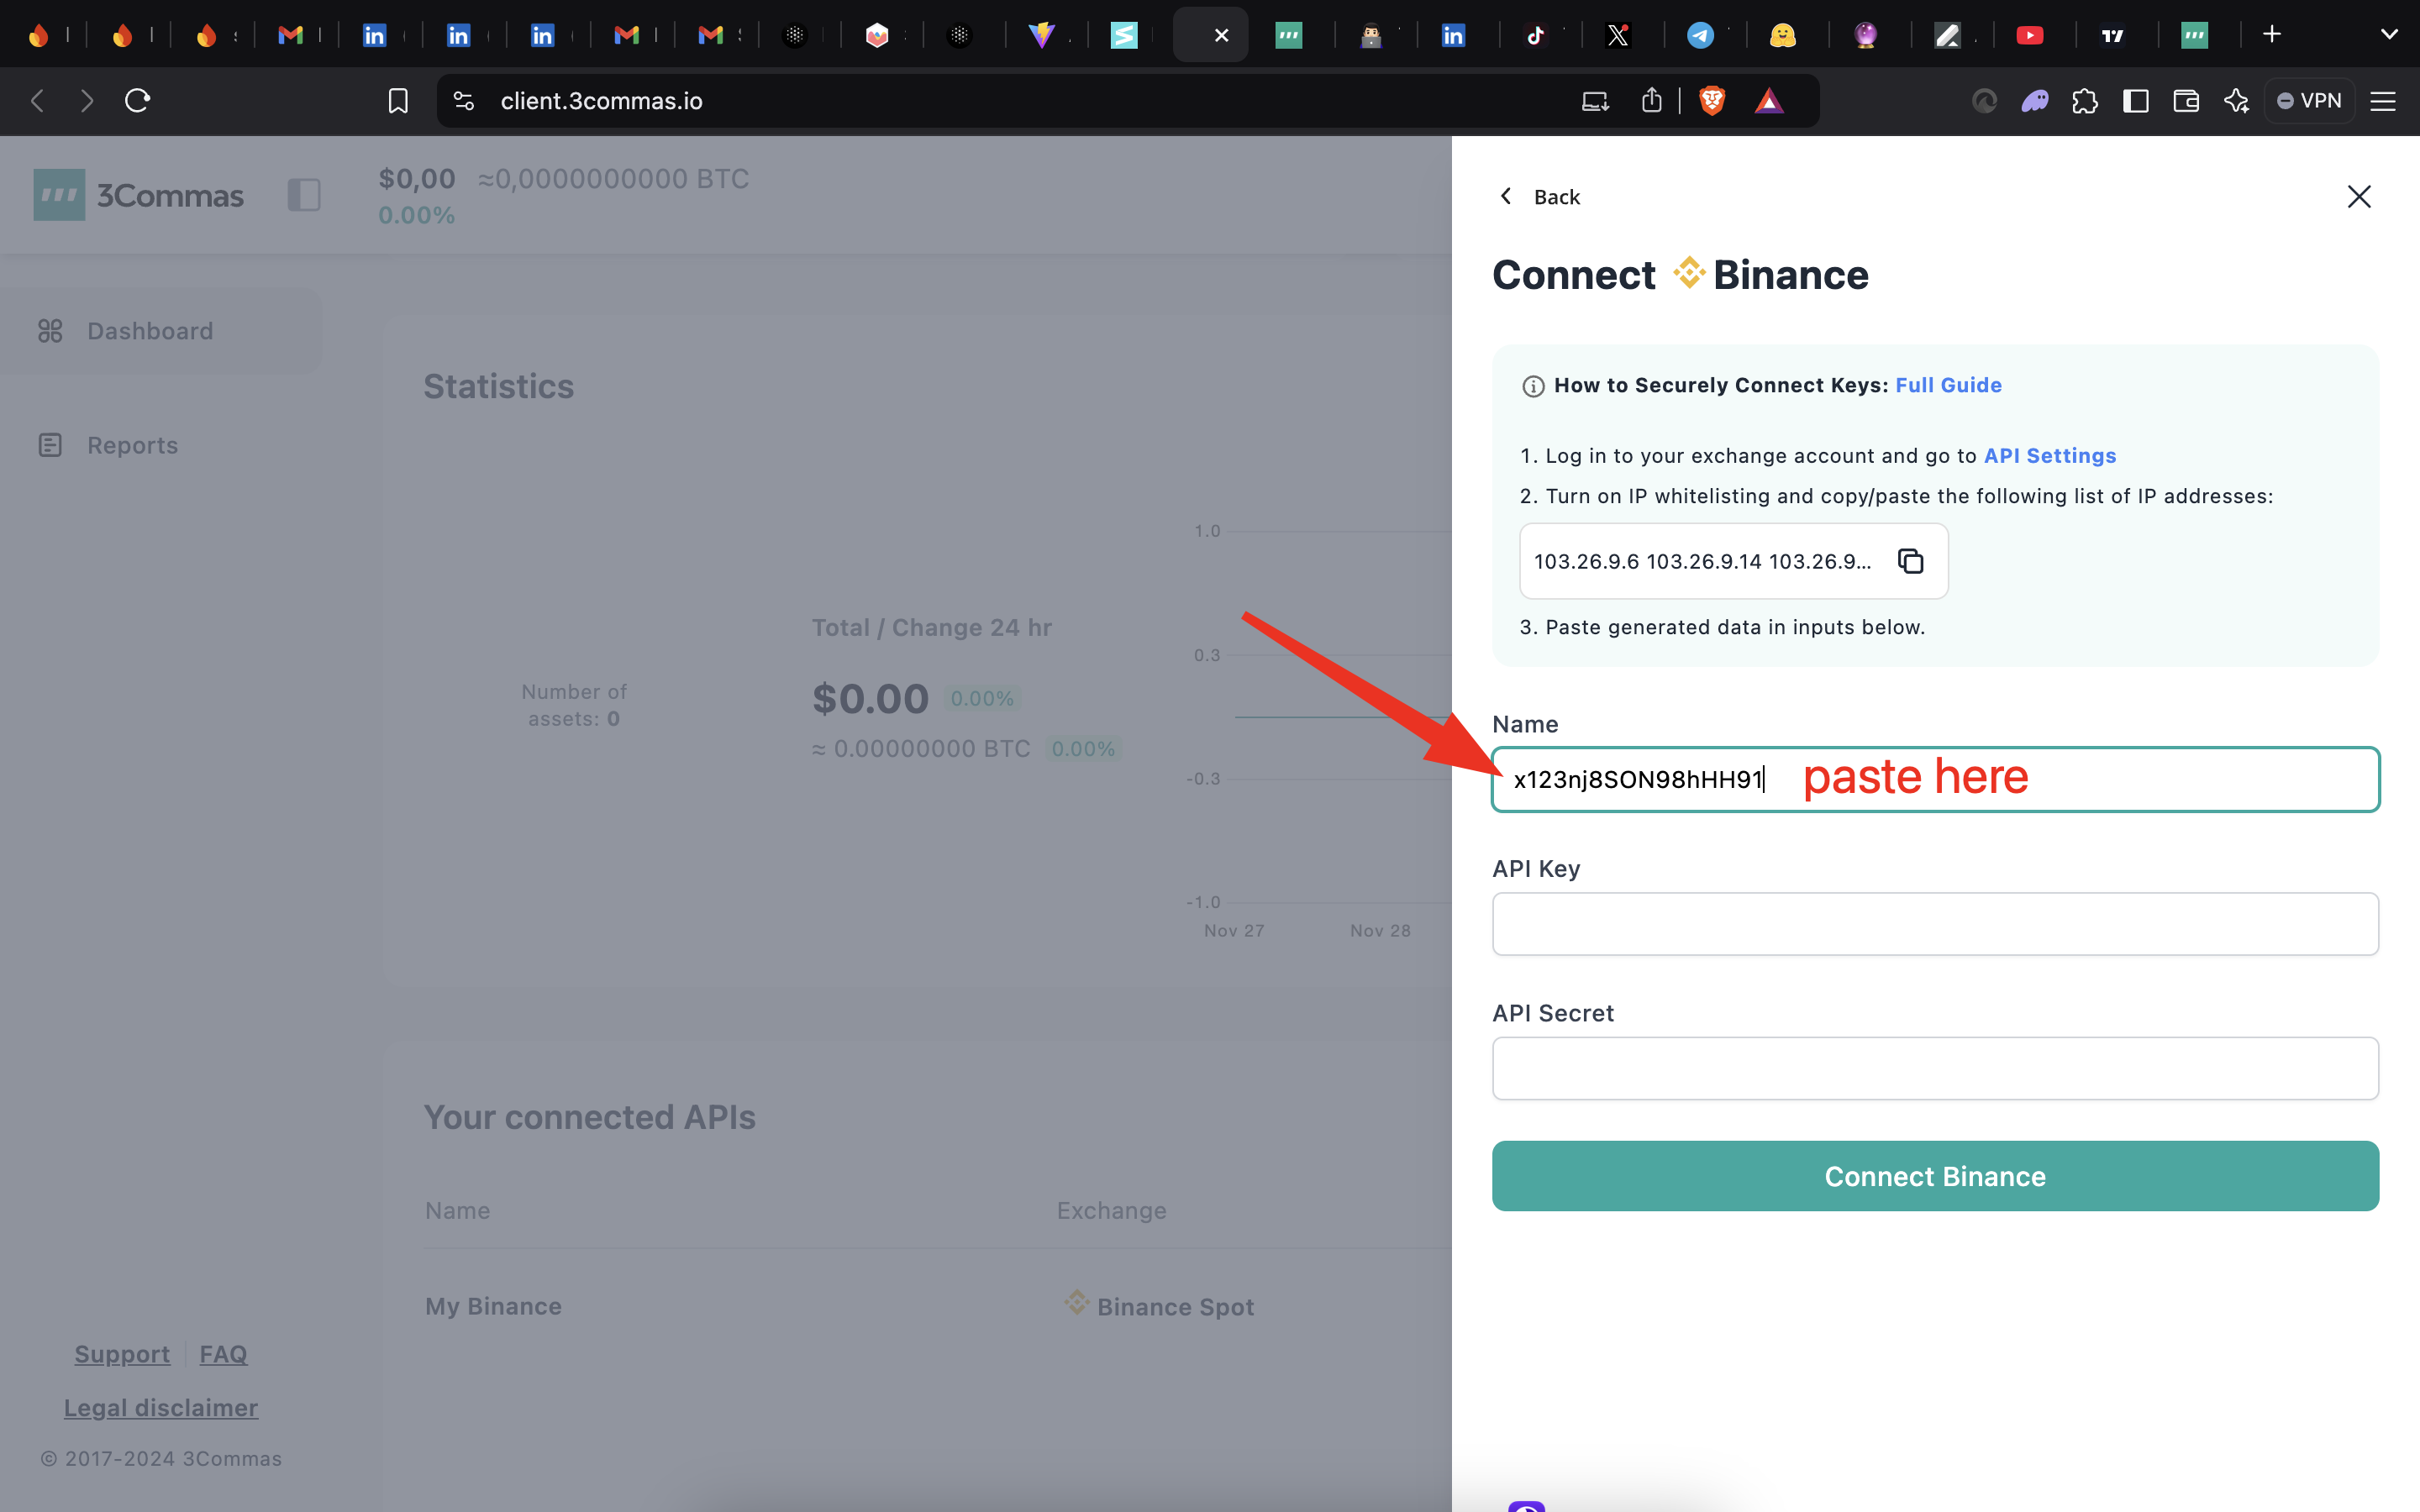 client.3commas.io
VPN
3Commas
$0,00 ≈0,0000000000 BTC
0.00%
Dashboard
Reports
Statistics
Number of
assets: 0
Total / Change 24 hr
$0.00 0.00%
≈ 0.00000000 BTC 0.00%
1.0
0.3
-0.3
-1.0
Nov 27 Nov 28
Your connected APIs
Name Exchange
My Binance Binance Spot
Support FAQ
Legal disclaimer
© 2017-2024 3Commas
Back
Connect Binance
How to Securely Connect Keys: Full Guide
1. Log in to your exchange account and go to API Settings
2. Turn on IP whitelisting and copy/paste the following list of IP addresses:
103.26.9.6 103.26.9.14 103.26.9...
3. Paste generated data in inputs below.
Name
x123nj8SON98hHH91 paste here
API Key
API Secret
Connect Binance